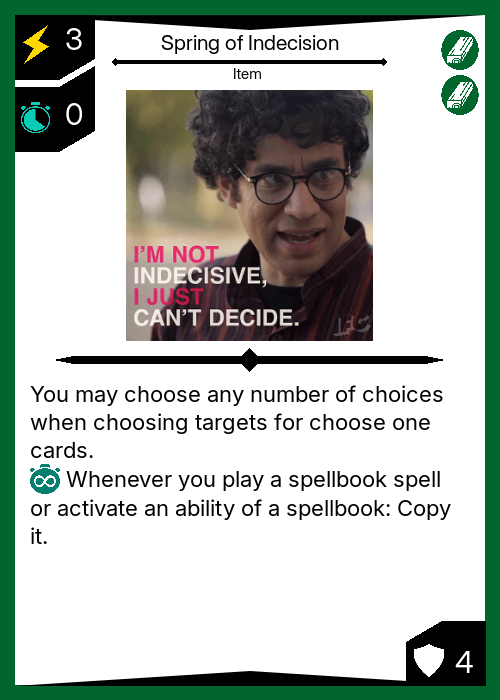 3
Spring of Indecision
Item
0
I'M NOT
INDECISIVE,
I JUST
CAN'T DECIDE.
IFC
You may choose any number of choices
when choosing targets for choose one
cards.
Whenever you play a spellbook spell
or activate an ability of a spellbook: Copy
it.
4